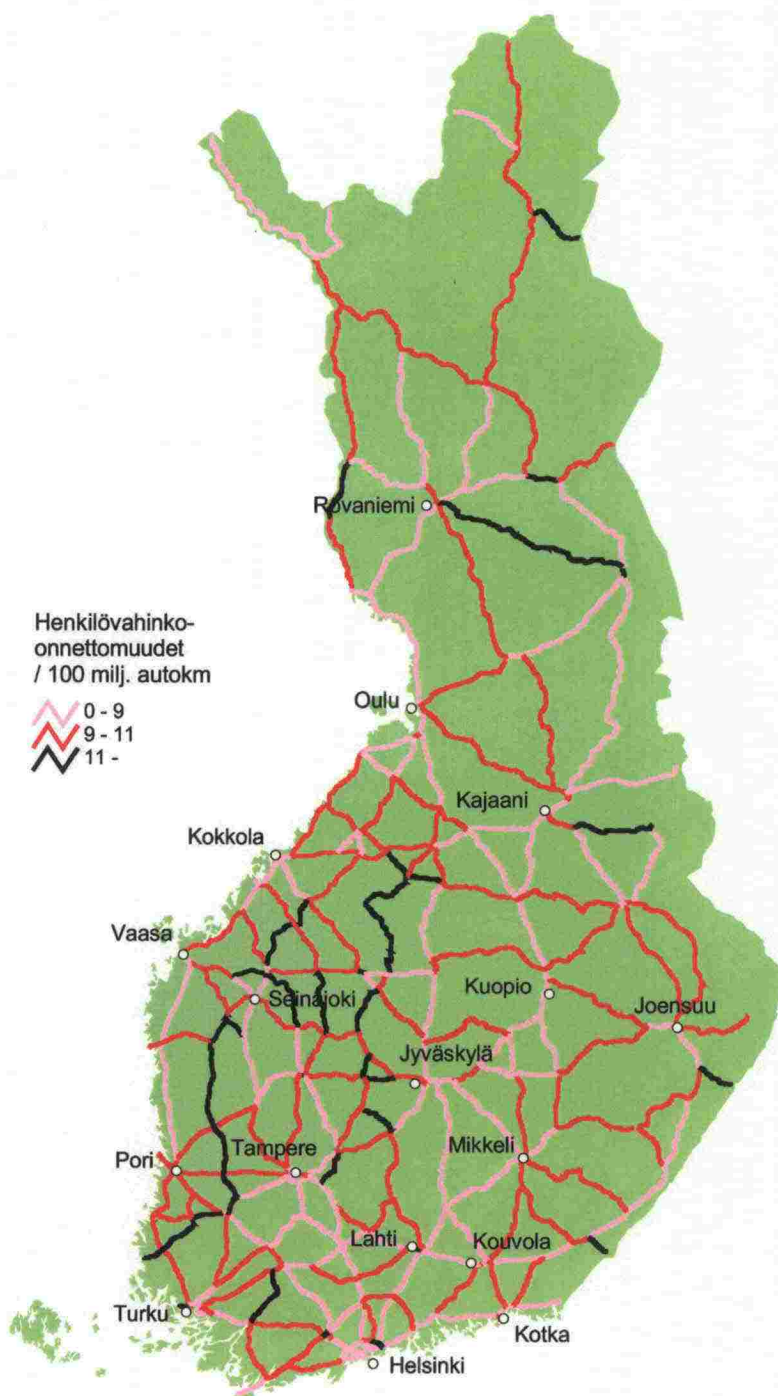 Rovaniemi
Henkilövahinko-
onnettomuudet
/ 100 milj. autokm
0 - 9
9 - 11
11 -
Oulu
Kajaani
Kokkola
Vaasa
Seinäjoki
Kuopio
Joensuu
Jyväskylä
Pori
Tampere
Mikkeli
Lahti
Kouvola
Turku
Kotka
Helsinki